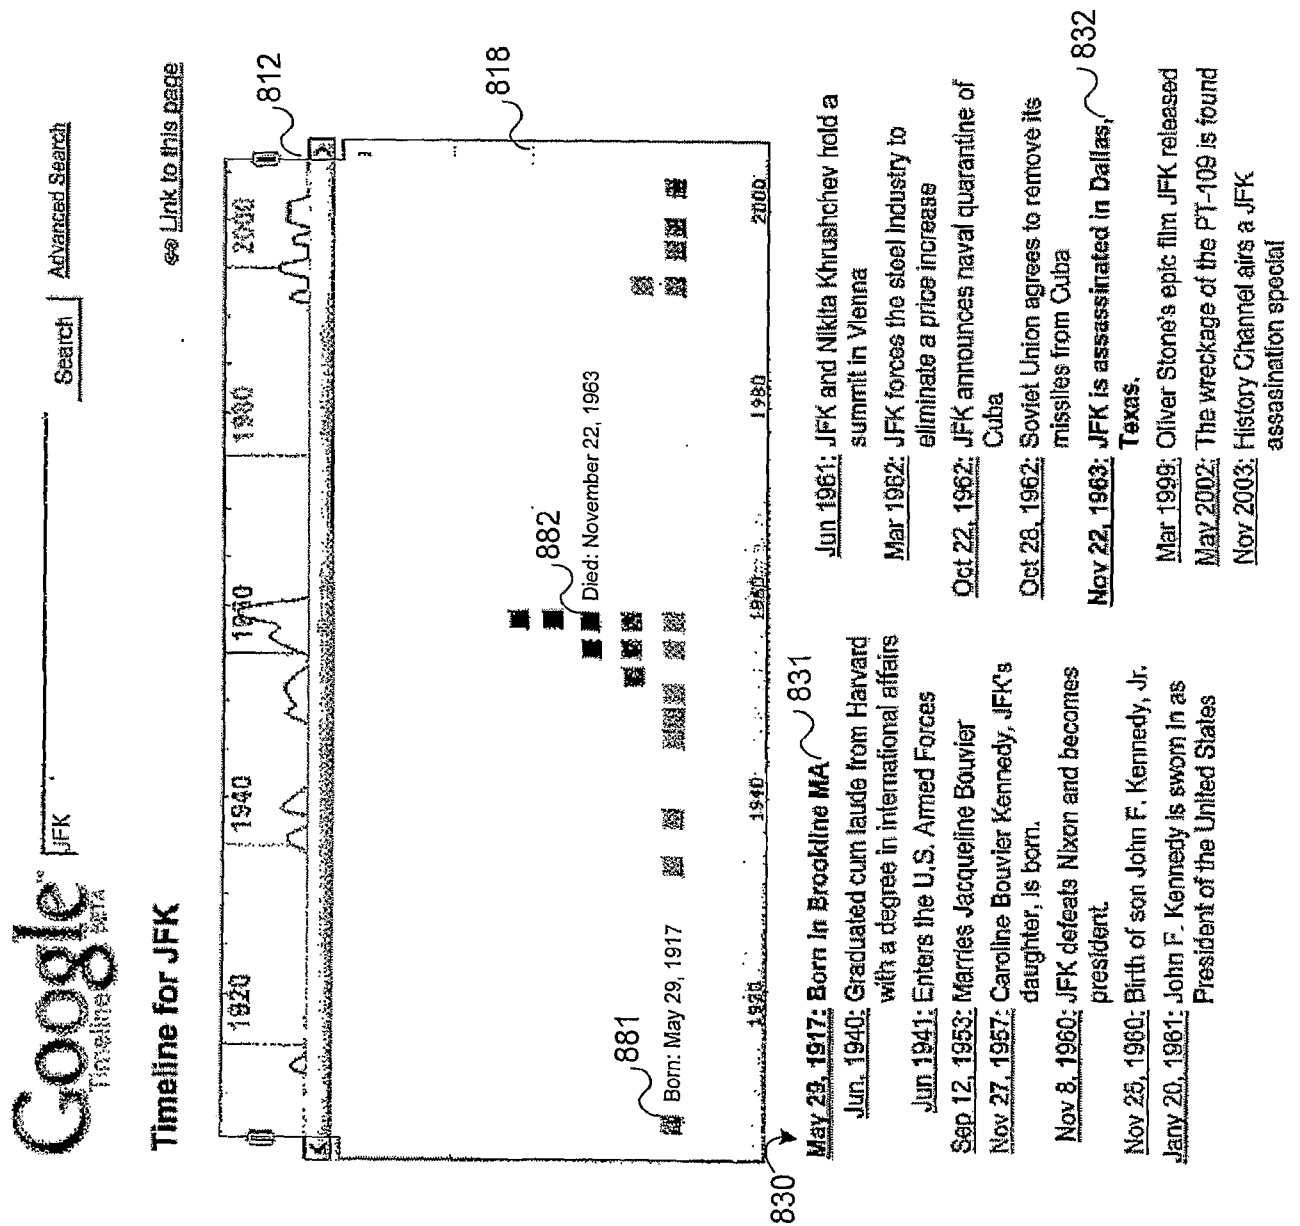 Google™
Timeline BETA
JFK
Search
Advanced Search
Timeline for JFK
Link to this page
1920
1940
1960
1980
2000
812
818
881
Born: May 29, 1917
882
Died: November 22, 1963
1920
1940
1960
1980
2000
830
May 29, 1917: Born in Brookline MA
831
Jun, 1940: Graduated cum laude from Harvard
with a degree in international affairs
Jun 1941: Enters the U.S. Armed Forces
Sep 12, 1953: Marries Jacqueline Bouvier
Nov 27, 1957: Caroline Bouvier Kennedy, JFK's
daughter, is born.
Nov 8, 1960: JFK defeats Nixon and becomes
president.
Nov 25, 1960: Birth of son John F. Kennedy, Jr.
Jany 20, 1961: John F. Kennedy is sworn in as
President of the United States
Jun 1961: JFK and Nikita Khrushchev hold a
summit in Vienna
Mar 1962: JFK forces the steel industry to
eliminate a price increase
Oct 22, 1962: JFK announces naval quarantine of
Cuba
Oct 28, 1962: Soviet Union agrees to remove its
missiles from Cuba
Nov 22, 1963: JFK is assassinated in Dallas,
Texas.
832
Mar 1999: Oliver Stone's epic film JFK released
May 2002: The wreckage of the PT-109 is found
Nov 2003: History Channel airs a JFK
assasination special